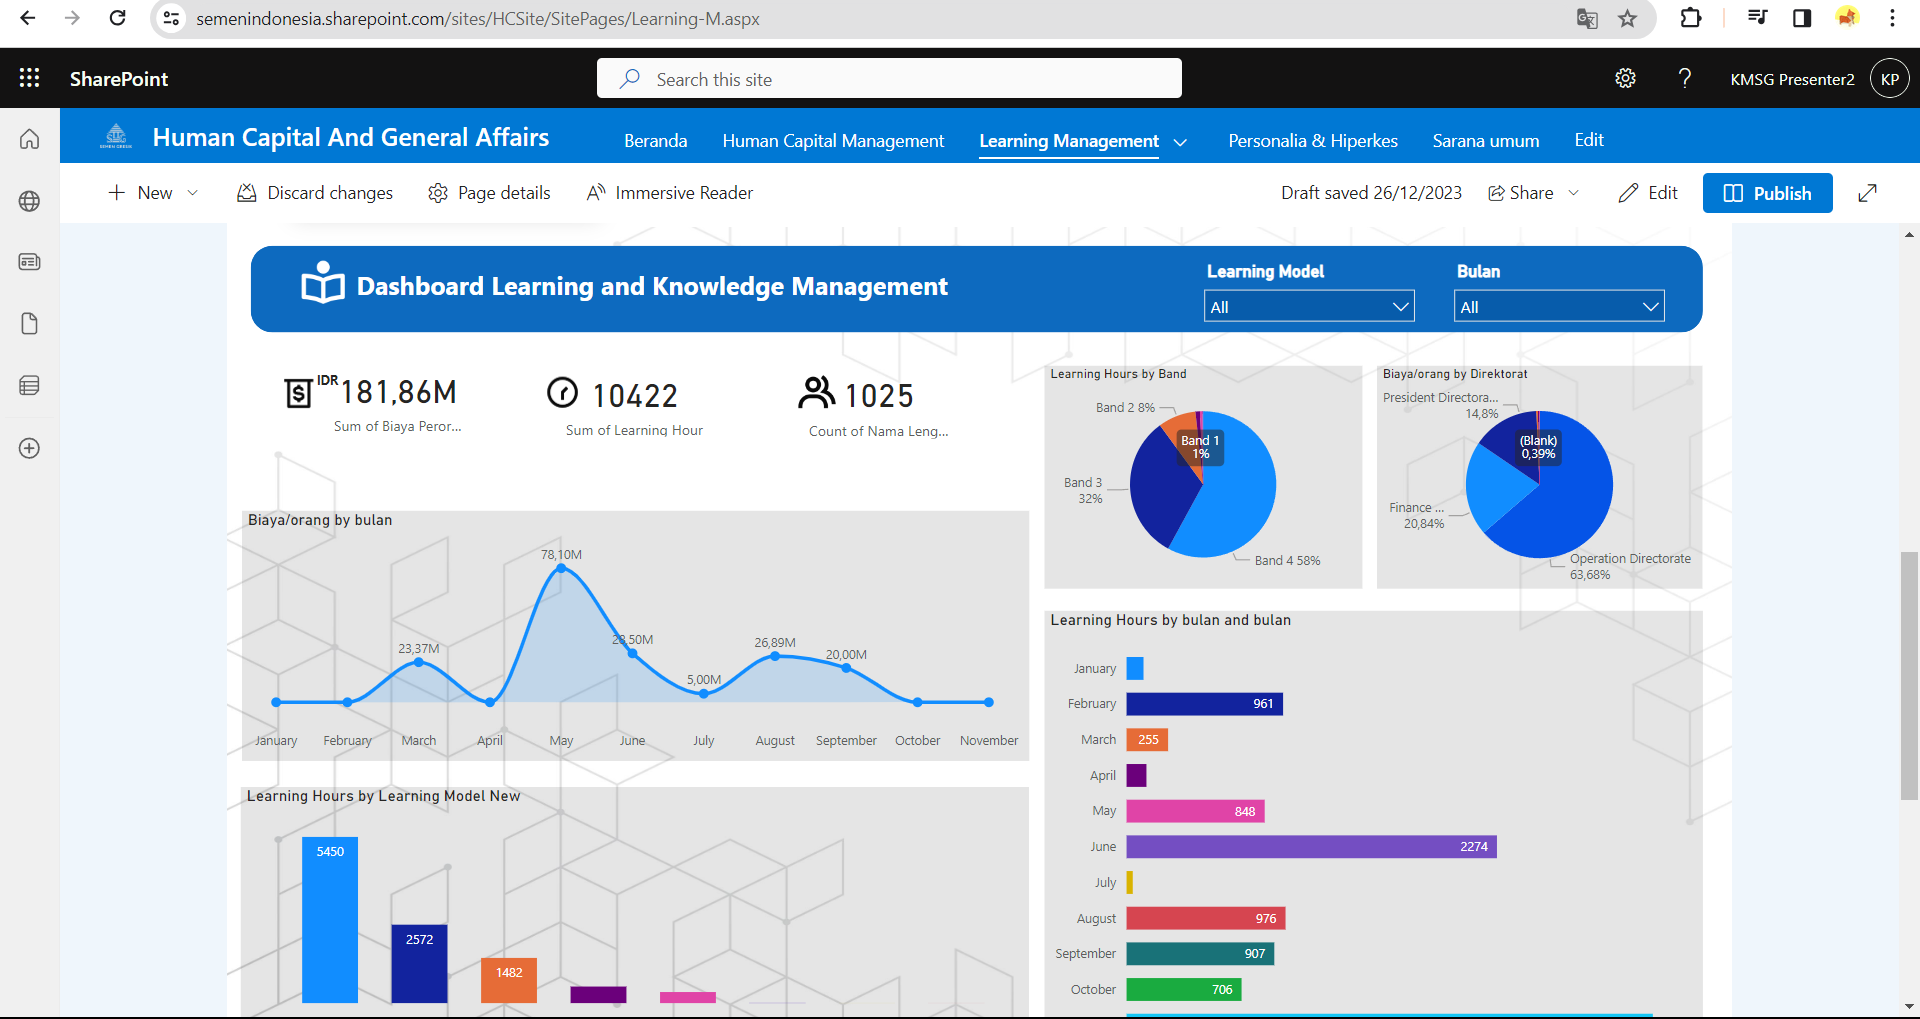 semenindonesia.sharepoint.com/sites/HCSite/SitePages/Learning-M.aspx
SharePoint
Search this site
KMSG Presenter2
KP
Human Capital And General Affairs
Beranda
Human Capital Management
Learning Management
Personalia & Hiperkes
Sarana umum
Edit
New
Discard changes
Page details
Immersive Reader
Draft saved 26/12/2023
Share
Edit
Publish
Dashboard Learning and Knowledge Management
Learning Model
All
Bulan
All
IDR 181,86M
Sum of Biaya Peror...
10422
Sum of Learning Hour
1025
Count of Nama Leng...
Learning Hours by Band
Band 2 8%
Band 1
1%
Band 3
32%
Band 4 58%
Biaya/orang by Direktorat
President Directora...
14,8%
(Blank)
0,39%
Finance ...
20,84%
Operation Directorate
63,68%
Biaya/orang by bulan
78,10M
23,37M
28,50M
5,00M
26,89M
20,00M
January
February
March
April
May
June
July
August
September
October
November
Learning Hours by bulan and bulan
January
February
961
March
255
April
May
848
June
2274
July
August
976
September
907
October
706
Learning Hours by Learning Model New
5450
2572
1482